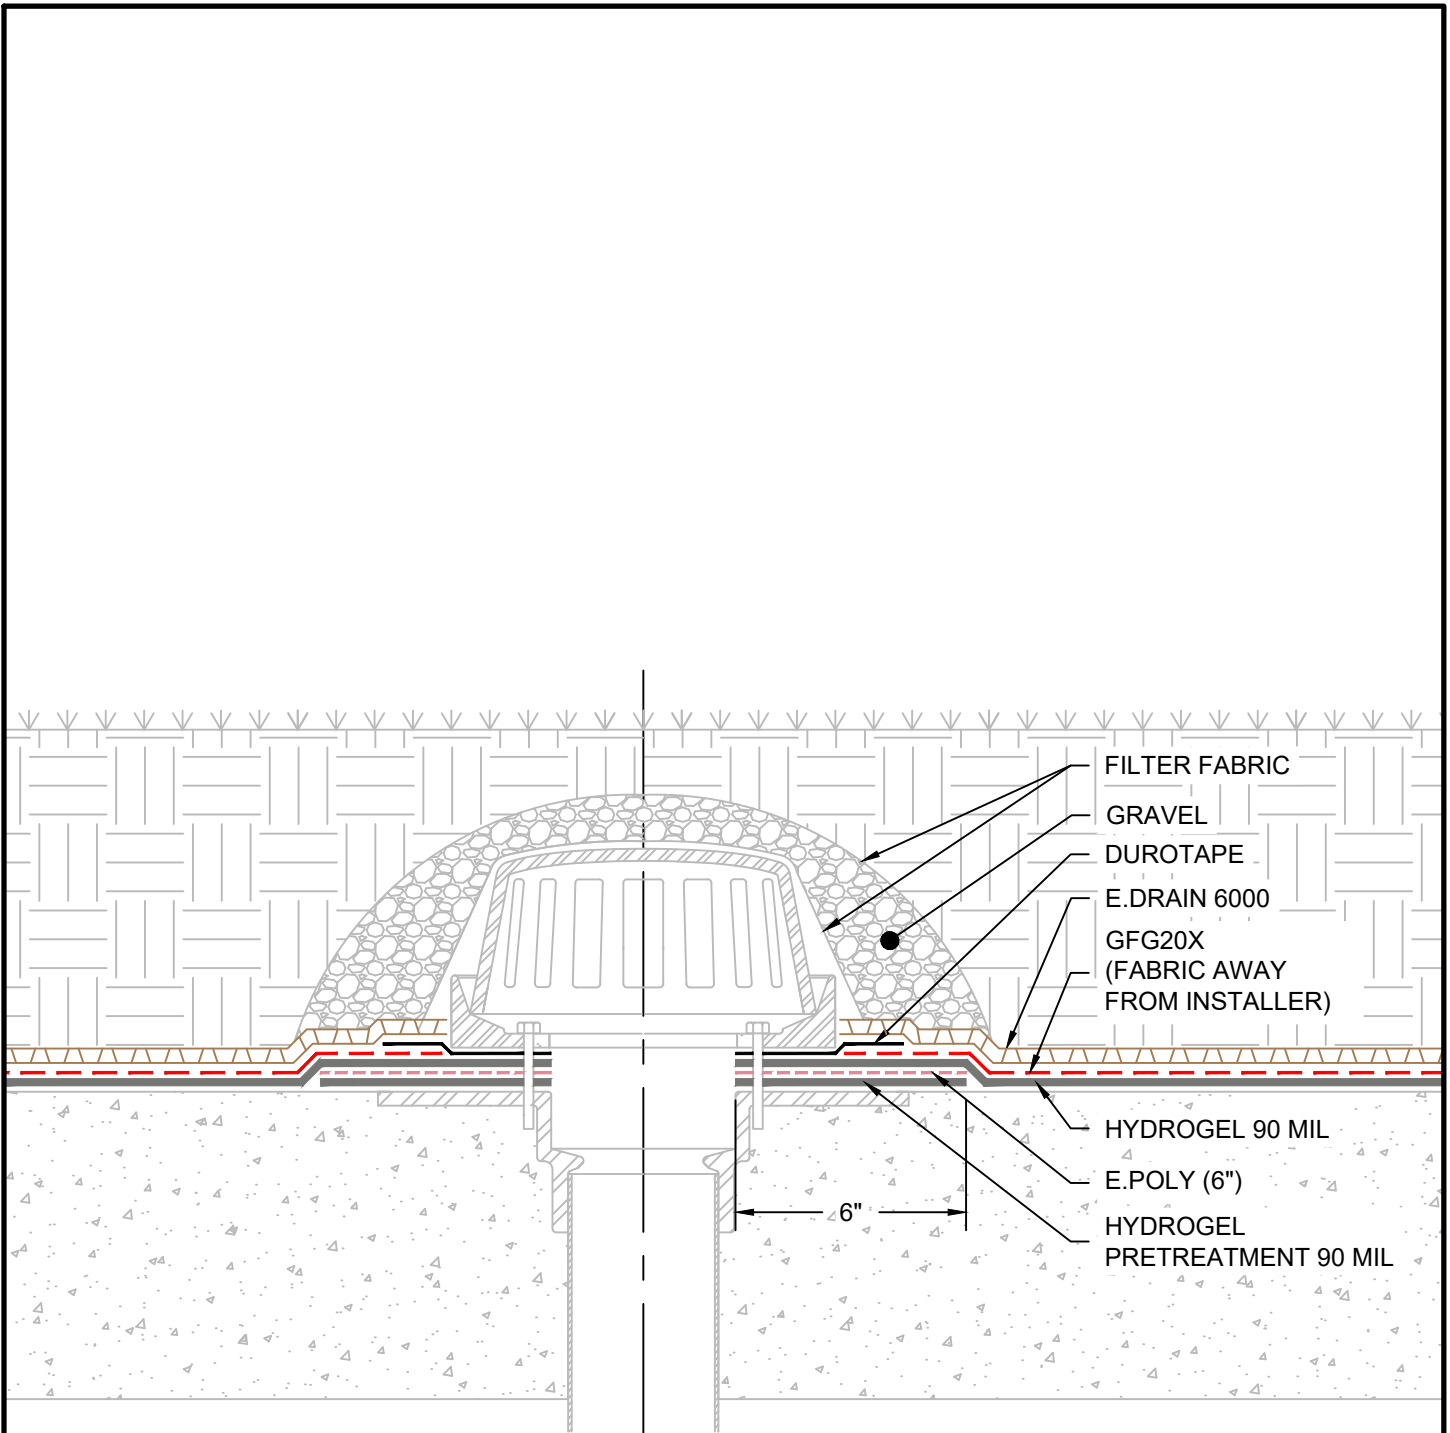 FILTER FABRIC
GRAVEL
DUROTAPE
E.DRAIN 6000
GFG20X
(FABRIC AWAY
FROM INSTALLER)
HYDROGEL 90 MIL
E.POLY (6")
6"
HYDROGEL
PRETREATMENT 90 MIL